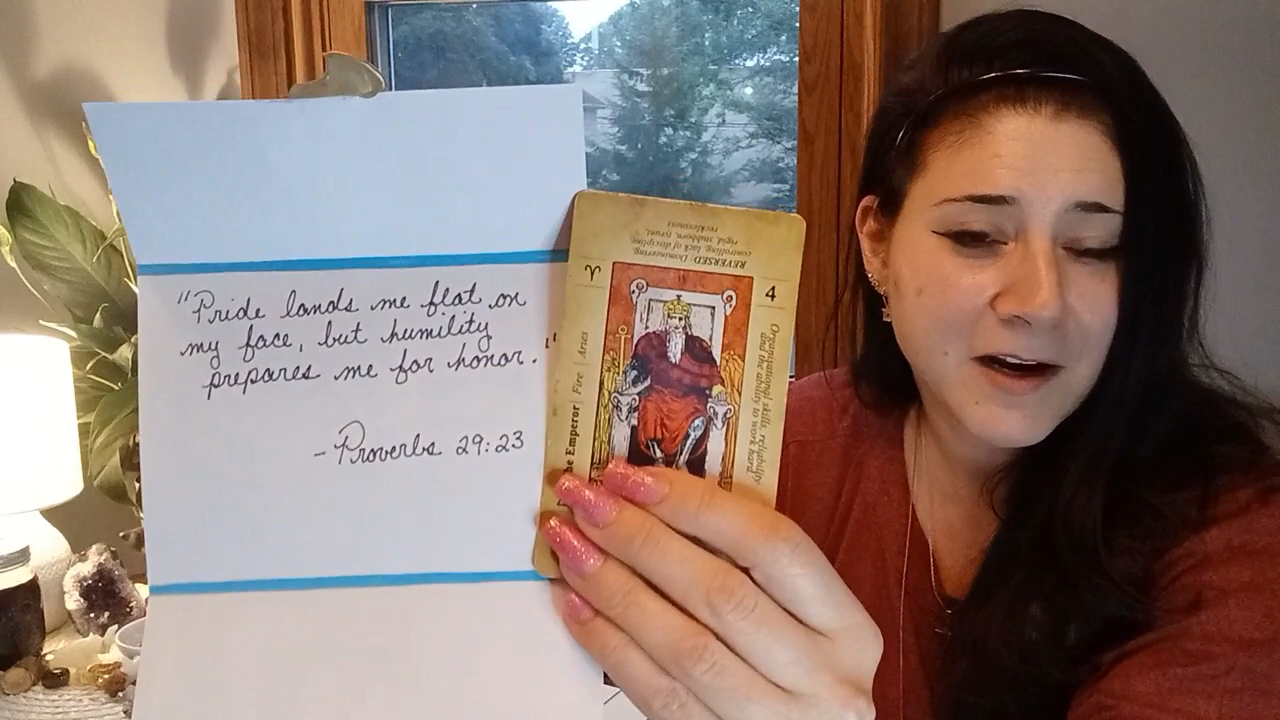 "Pride lands me flat on
my face, but humility
prepares me for honor."
- Proverbs 29:23
REVERSED Domineering,
controlling, lack of discipline,
rigid, stubborn, tyrant,
recklessness
♈
4
IV
The Emperor | Fire | Aries
Organisational skills, reliability
and the ability to work hard.